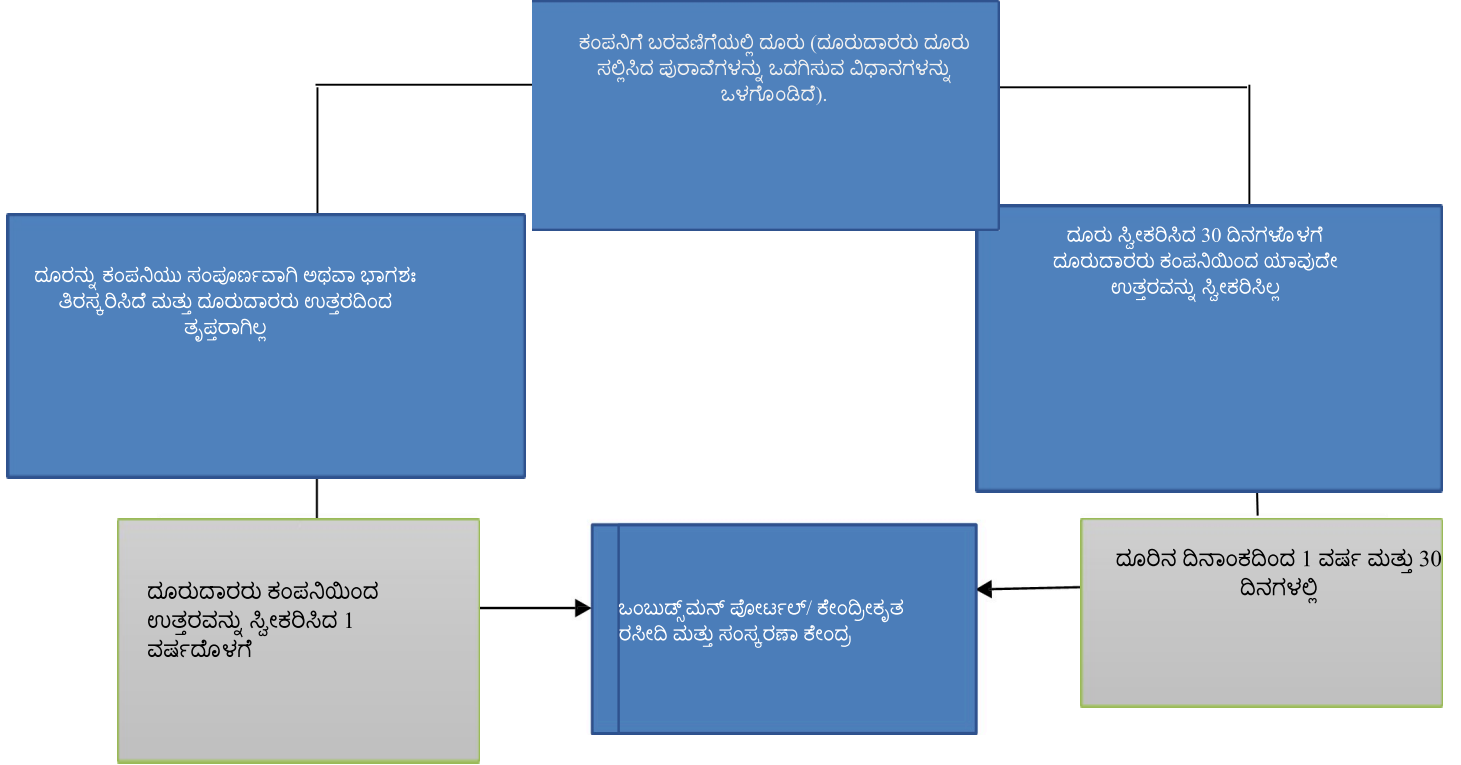 ಕಂಪನಿಗೆ ಬರವಣಿಗೆಯಲ್ಲಿ ದೂರು (ದೂರುದಾರರು ದೂರು
ಸಲ್ಲಿಸಿದ ಪುರಾವೆಗಳನ್ನು ಒದಗಿಸುವ ವಿಧಾನಗಳನ್ನು
ಒಳಗೊಂಡಿದೆ).
ದೂರನ್ನು ಕಂಪನಿಯು ಸಂಪೂರ್ಣವಾಗಿ ಅಥವಾ ಭಾಗಶಃ
ತಿರಸ್ಕರಿಸಿದೆ ಮತ್ತು ದೂರುದಾರರು ಉತ್ತರದಿಂದ
ತೃಪ್ತರಾಗಿಲ್ಲ
ದೂರು ಸ್ವೀಕರಿಸಿದ 30 ದಿನಗಳೊಳಗೆ
ದೂರುದಾರರು ಕಂಪನಿಯಿಂದ ಯಾವುದೇ
ಉತ್ತರವನ್ನು ಸ್ವೀಕರಿಸಿಲ್ಲ
ದೂರುದಾರರು ಕಂಪನಿಯಿಂದ
ಉತ್ತರವನ್ನು ಸ್ವೀಕರಿಸಿದ 1
ವರ್ಷದೊಳಗೆ
ಒಂಬುಡ್ಸ್‌ಮನ್ ಪೋರ್ಟಲ್/ ಕೇಂದ್ರೀಕೃತ
ರಸೀದಿ ಮತ್ತು ಸಂಸ್ಕರಣಾ ಕೇಂದ್ರ
ದೂರಿನ ದಿನಾಂಕದಿಂದ 1 ವರ್ಷ ಮತ್ತು 30
ದಿನಗಳಲ್ಲಿ